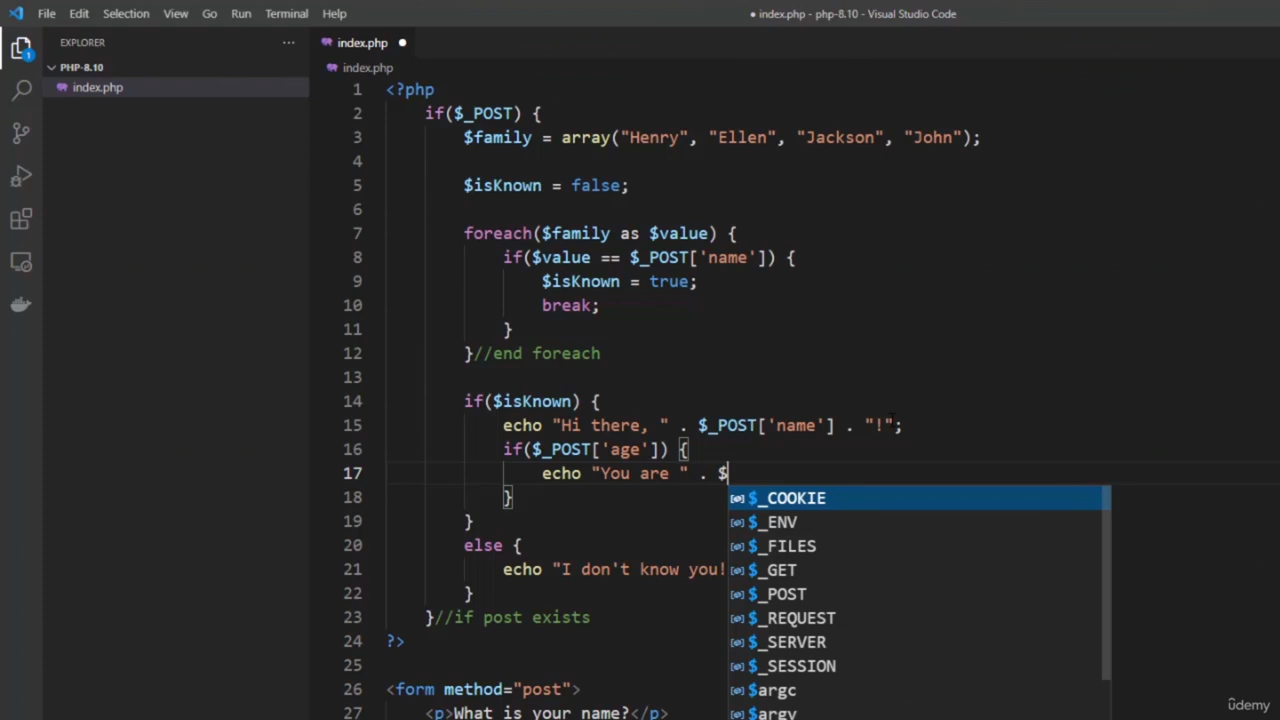 File Edit Selection View Go Run Terminal Help
● index.php - php-8.10 - Visual Studio Code
EXPLORER ···
index.php ●
1
PHP-8.10
index.php
index.php
1 <?php
2 if($_POST) {
3 $family = array("Henry", "Ellen", "Jackson", "John");
4
5 $isKnown = false;
6
7 foreach($family as $value) {
8 if($value == $_POST['name']) {
9 $isKnown = true;
10 break;
11 }
12 }//end foreach
13
14 if($isKnown) {
15 echo "Hi there, " . $_POST['name'] . "!";
16 if($_POST['age']) {
17 echo "You are " . $
18 }
19 }
20 else {
21 echo "I don't know you!
22 }
23 }//if post exists
24 ?>
25
26 <form method="post">
27 <p>What is your name?</p>
$_COOKIE
$_ENV
$_FILES
$_GET
$_POST
$_REQUEST
$_SERVER
$_SESSION
$argc
$argv
ûdemy